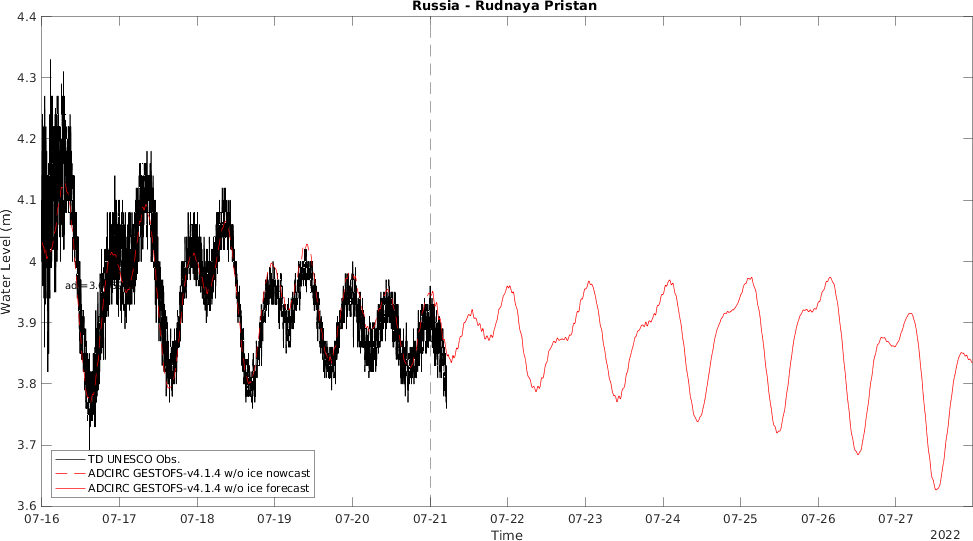 Russia - Rudnaya Pristan
4.4
4.3
4.2
4.1
4
3.9
3.8
3.7
3.6
Water Level (m)
TD UNESCO Obs.
ADCIRC GESTOFS-v4.1.4 w/o ice nowcast
ADCIRC GESTOFS-v4.1.4 w/o ice forecast
07-16 07-17 07-18 07-19 07-20 07-21 07-22 07-23 07-24 07-25 07-26 07-27
Time
2022